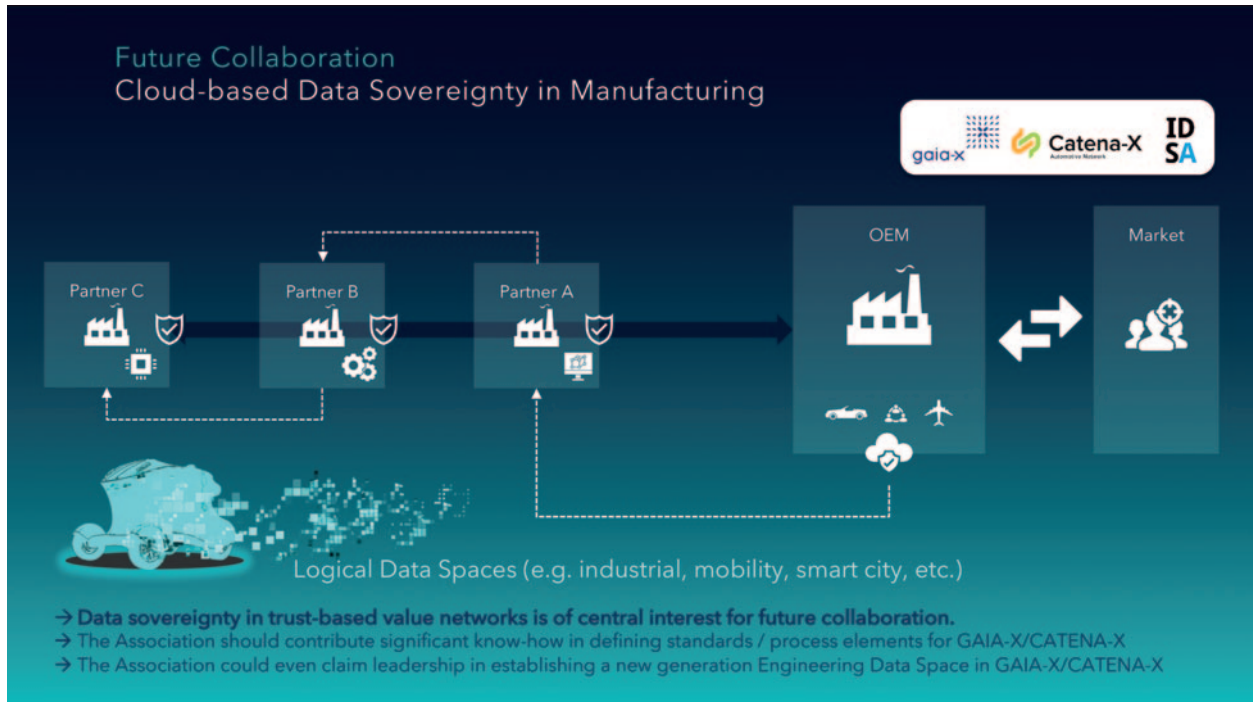 Future Collaboration
Cloud-based Data Sovereignty in Manufacturing
gaia-x
Catena-X
Automotive Network
ID
SA
OEM
Market
Partner C
Partner B
Partner A
Logical Data Spaces (e.g. industrial, mobility, smart city, etc.)
→ Data sovereignty in trust-based value networks is of central interest for future collaboration.
→ The Association should contribute significant know-how in defining standards / process elements for GAIA-X/CATENA-X
→ The Association could even claim leadership in establishing a new generation Engineering Data Space in GAIA-X/CATENA-X